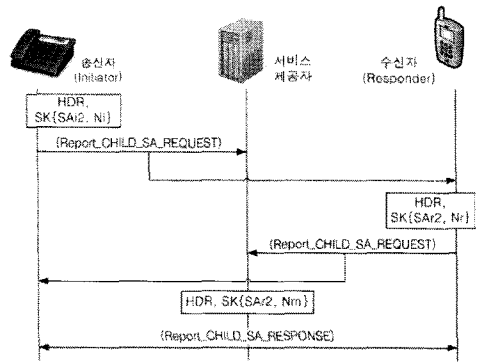 송신자
(Initiator)
서비스
제공자
수신자
(Responder)
HDR,
SK{SAi2, Ni}
(Report_CHILD_SA_REQUEST)
HDR,
SK{SAr2, Nr}
(Report_CHILD_SA_REQUEST)
HDR, SK{SAr2, Nm}
(Report_CHILD_SA_RESPONSE)